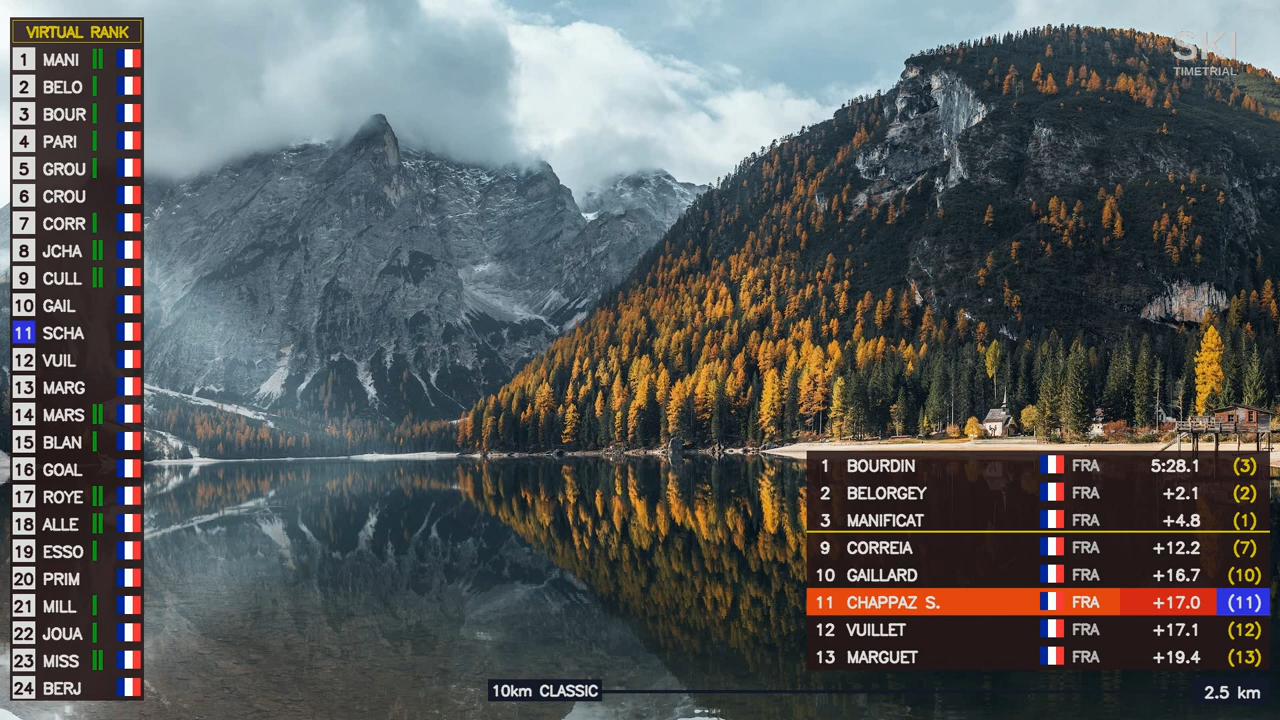 VIRTUAL RANK
1 MANI
2 BELO
3 BOUR
4 PARI
5 GROU
6 CROU
7 CORR
8 JCHA
9 CULL
10 GAIL
11 SCHA
12 VUIL
13 MARG
14 MARS
15 BLAN
16 GOAL
17 ROYE
18 ALLE
19 ESSO
20 PRIM
21 MILL
22 JOUA
23 MISS
24 BERJ
SKI
TIMETRIAL
1 BOURDIN FRA 5:28.1 (3)
2 BELORGEY FRA +2.1 (2)
3 MANIFICAT FRA +4.8 (1)
9 CORREIA FRA +12.2 (7)
10 GAILLARD FRA +16.7 (10)
11 CHAPPAZ S. FRA +17.0 (11)
12 VUILLET FRA +17.1 (12)
13 MARGUET FRA +19.4 (13)
10km CLASSIC
2.5 km